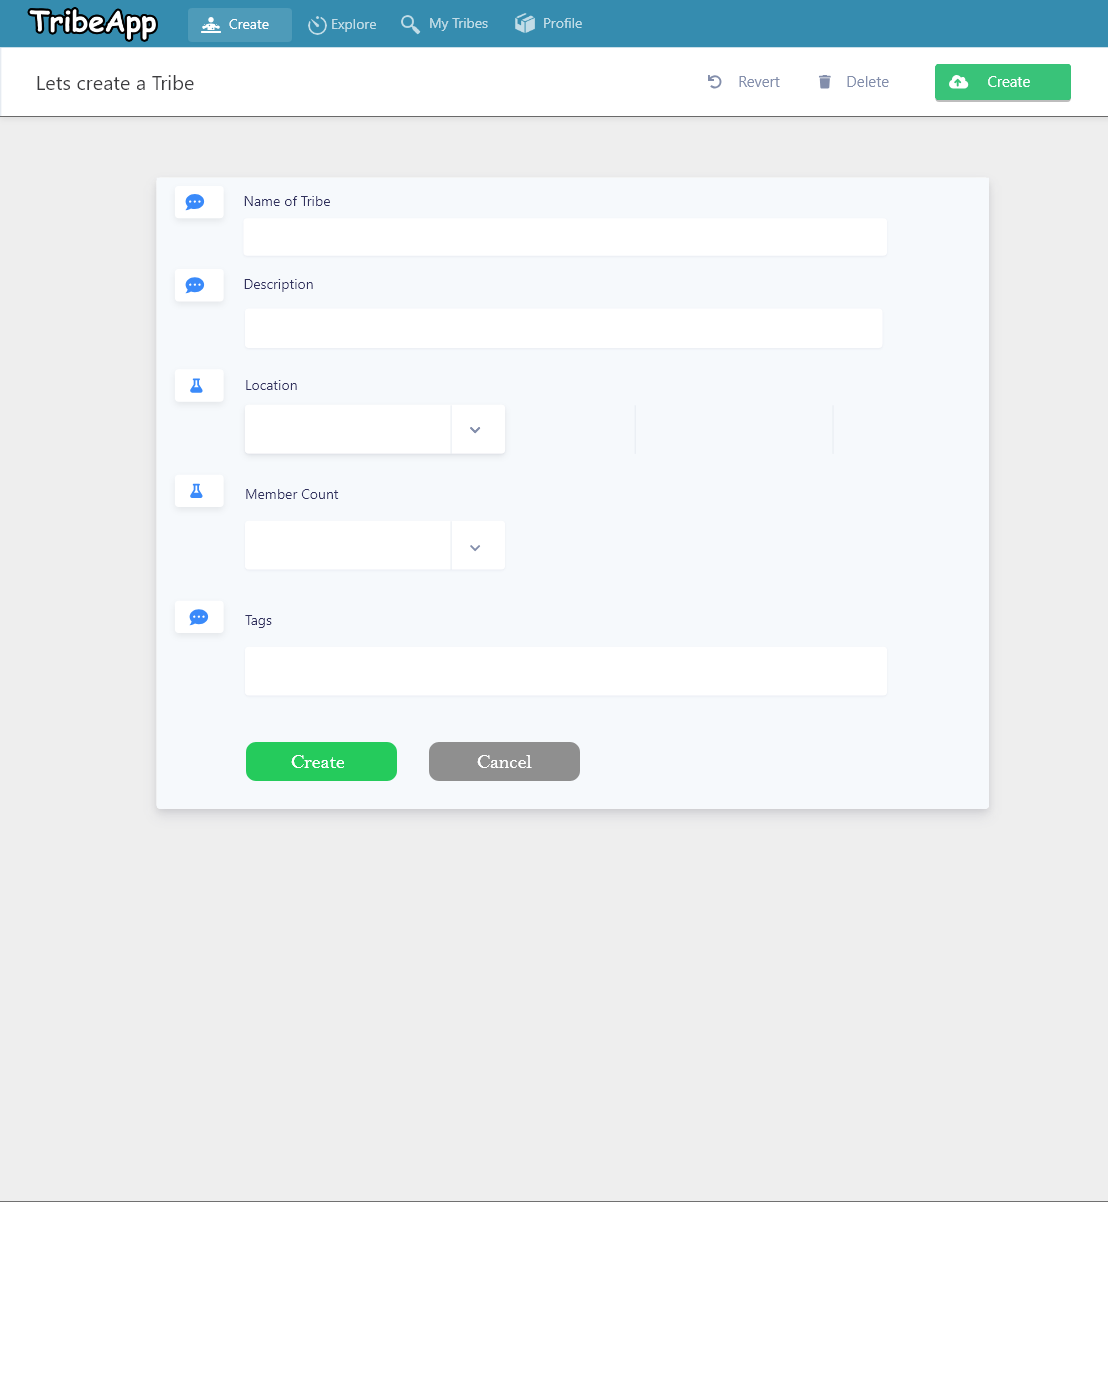 TribeApp
Create
Explore
My Tribes
Profile
Lets create a Tribe
Revert
Delete
Create
Name of Tribe
Description
Location
Member Count
Tags
Create
Cancel